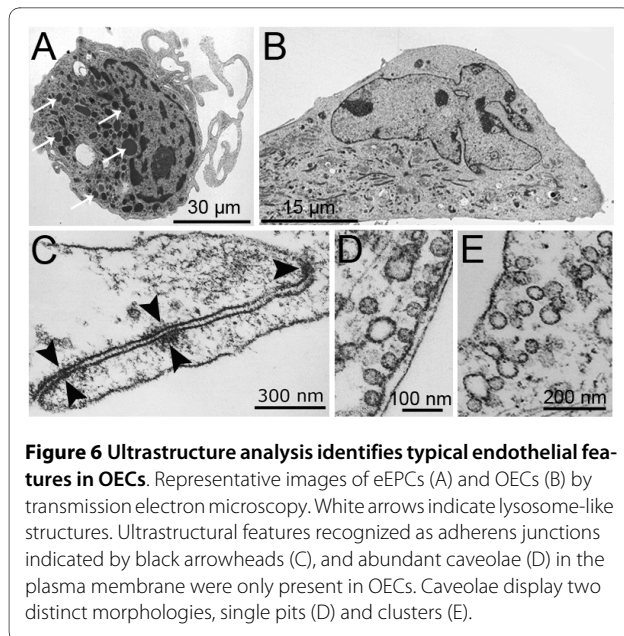 A
B
30 µm
15 µm
C
D
E
300 nm
100 nm
200 nm
Figure 6 Ultrastructure analysis identifies typical endothelial fea-
tures in OECs. Representative images of eEPCs (A) and OECs (B) by
transmission electron microscopy. White arrows indicate lysosome-like
structures. Ultrastructural features recognized as adherens junctions
indicated by black arrowheads (C), and abundant caveolae (D) in the
plasma membrane were only present in OECs. Caveolae display two
distinct morphologies, single pits (D) and clusters (E).